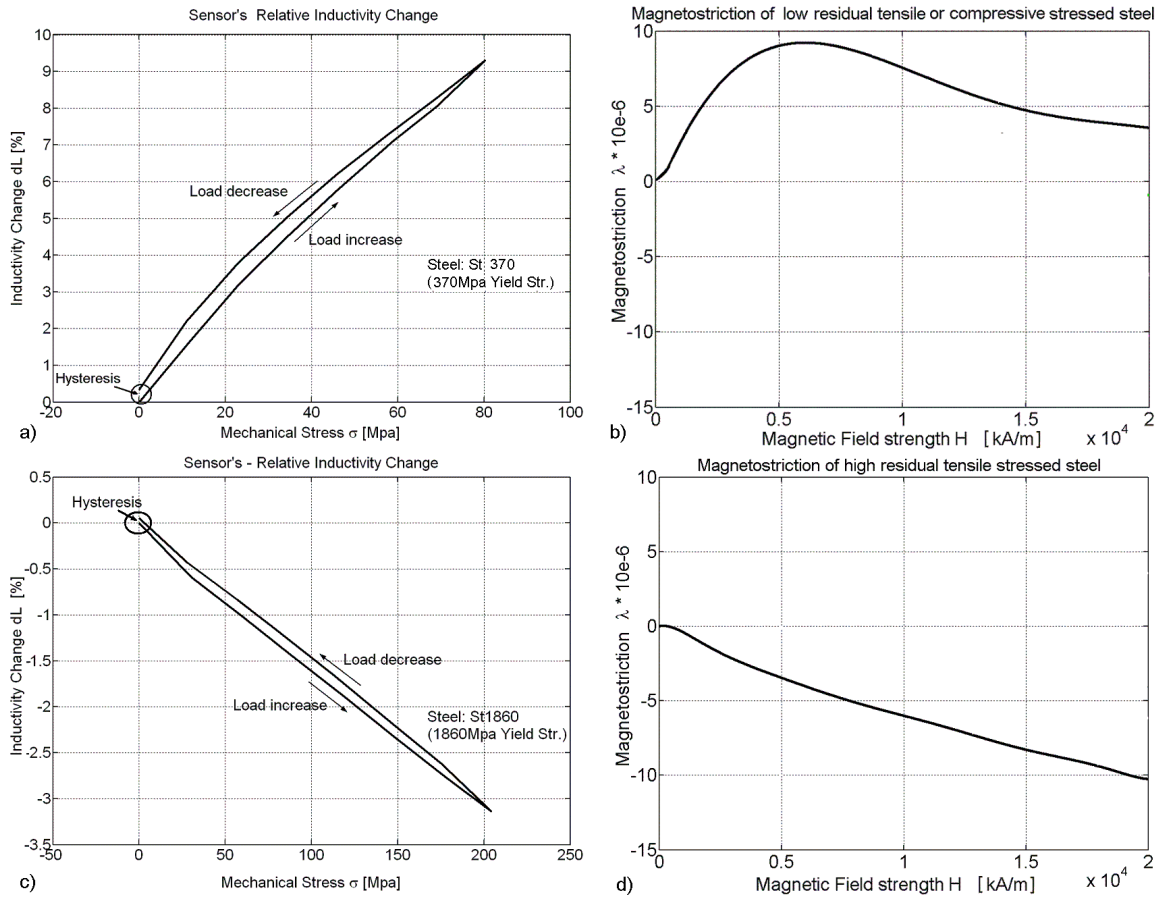 Sensor's Relative Inductivity Change
10
9
8
7
6
5
4
3
2
1
0
Inductivity Change dL [%]
Load decrease
Load increase
Steel: St 370
(370Mpa Yield Str.)
Hysteresis
-20 0 20 40 60 80 100
Mechanical Stress σ [Mpa]
a)
Magnetostriction of low residual tensile or compressive stressed steel
10
5
0
-5
-10
-15
Magnetostriction λ * 10e-6
0 0.5 1 1.5 2
Magnetic Field strength H [kA/m]
x 10^4
b)
Sensor's - Relative Inductivity Change
0.5
0
-0.5
-1
-1.5
-2
-2.5
-3
-3.5
Inductivity Change dL [%]
Hysteresis
Load decrease
Load increase
Steel: St1860
(1860Mpa Yield Str.)
-50 0 50 100 150 200 250
Mechanical Stress σ [Mpa]
c)
Magnetostriction of high residual tensile stressed steel
10
5
0
-5
-10
-15
Magnetostriction λ * 10e-6
0 0.5 1 1.5 2
Magnetic Field strength H [kA/m]
x 10^4
d)